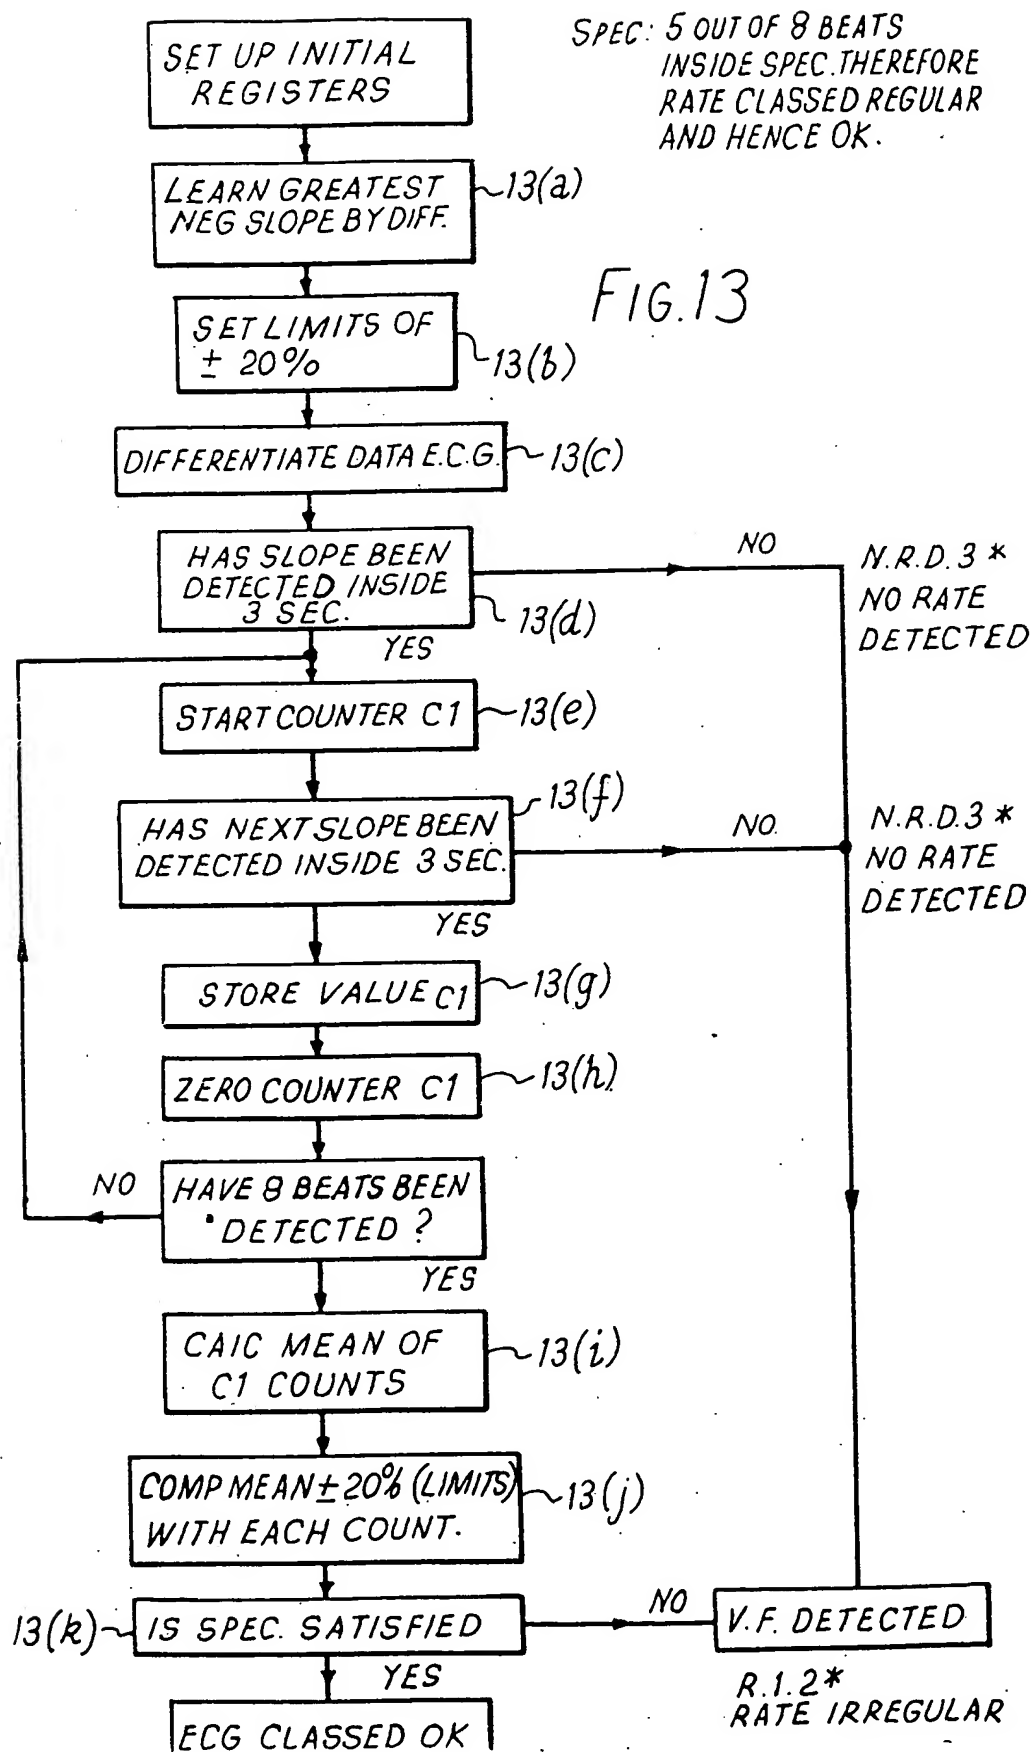 SPEC: 5 OUT OF 8 BEATS
INSIDE SPEC. THEREFORE
RATE CLASSED REGULAR
AND HENCE OK.
SET UP INITIAL
REGISTERS
LEARN GREATEST
NEG SLOPE BY DIFF.
13(a)
FIG. 13
SET LIMITS OF
± 20%
13(b)
DIFFERENTIATE DATA E.C.G.
13(c)
HAS SLOPE BEEN
DETECTED INSIDE
3 SEC.
13(d)
NO
N.R.D.3 *
NO RATE
DETECTED
YES
START COUNTER C1
13(e)
HAS NEXT SLOPE BEEN
DETECTED INSIDE 3 SEC.
13(f)
NO.
N.R.D.3 *
NO RATE
DETECTED
YES
STORE VALUE C1
13(g)
ZERO COUNTER C1
13(h)
HAVE 8 BEATS BEEN
DETECTED ?
NO
YES
CAIC MEAN OF
C1 COUNTS
13(i)
COMP MEAN ± 20% (LIMITS)
WITH EACH COUNT.
13(j)
13(k)
IS SPEC. SATISFIED
NO
V.F. DETECTED
R.1.2*
RATE IRREGULAR
YES
ECG CLASSED OK